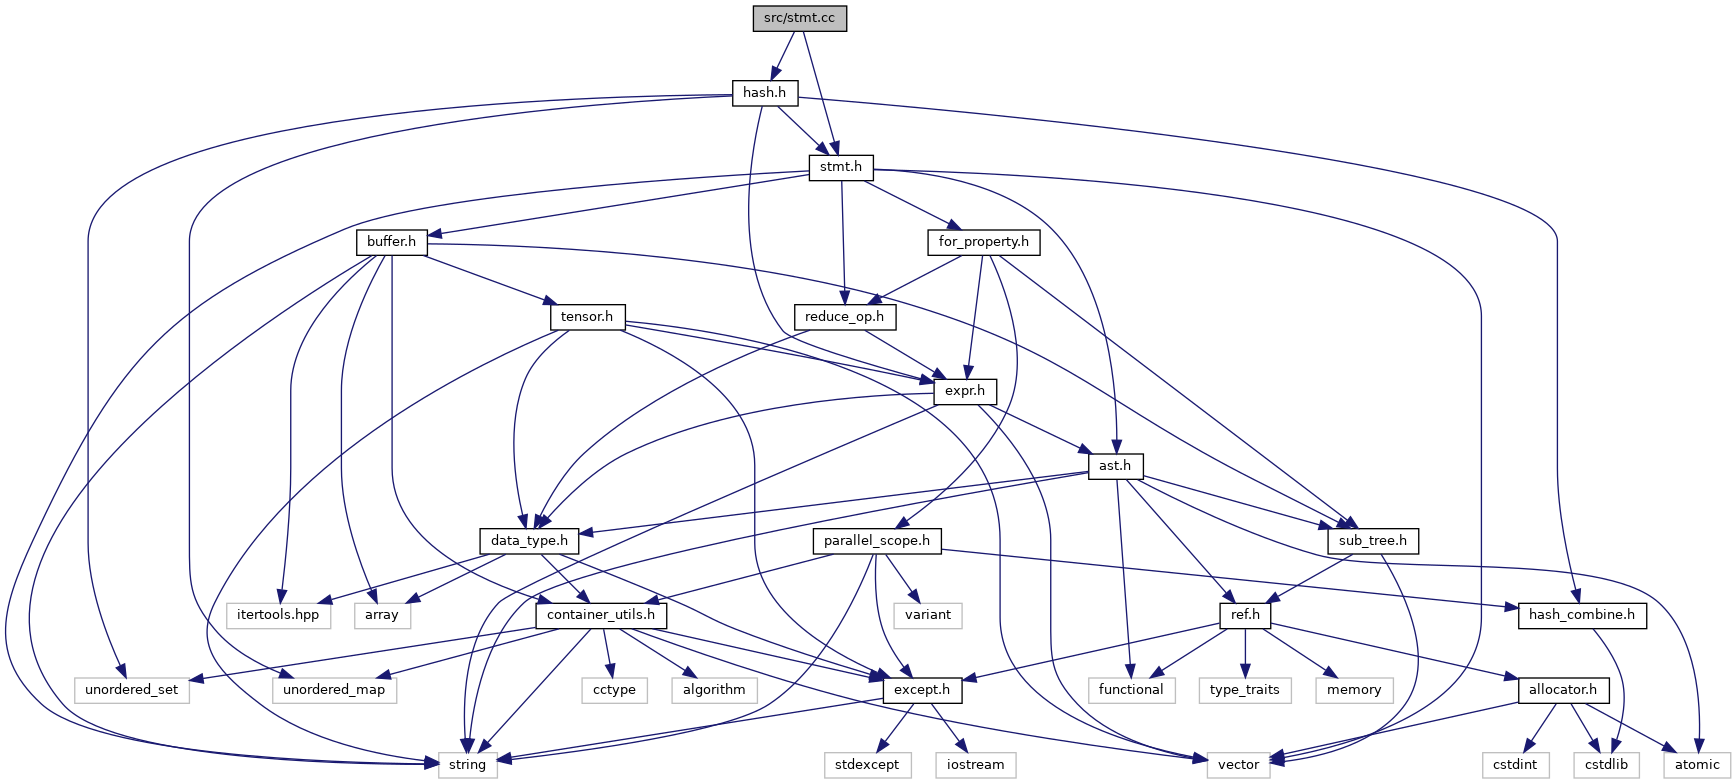 src/stmt.cc
hash.h
stmt.h
buffer.h
for_property.h
tensor.h
reduce_op.h
expr.h
ast.h
data_type.h
parallel_scope.h
sub_tree.h
itertools.hpp
array
container_utils.h
variant
ref.h
hash_combine.h
unordered_set
unordered_map
cctype
algorithm
except.h
functional
type_traits
memory
allocator.h
string
stdexcept
iostream
vector
cstdint
cstdlib
atomic